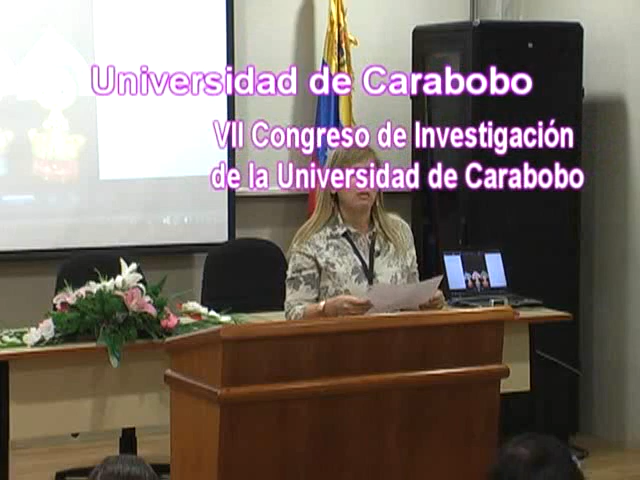 Universidad de Carabobo
VII Congreso de Investigación
de la Universidad de Carabobo